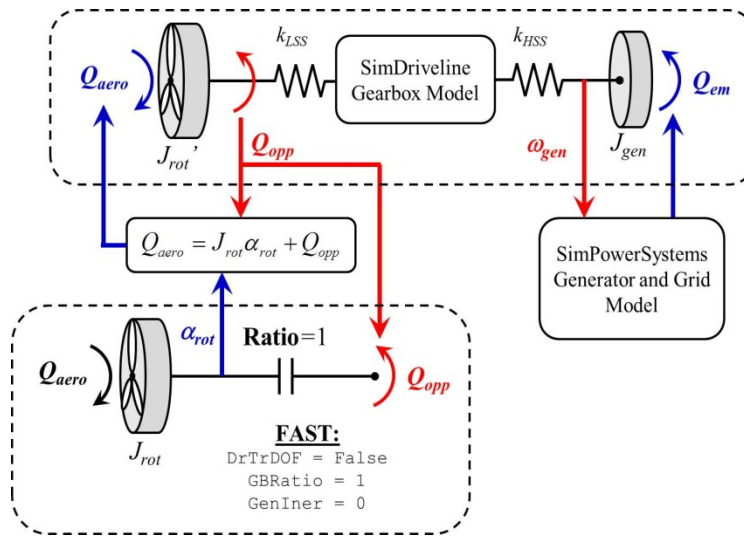 k_LSS
k_HSS
SimDriveline
Gearbox Model
Q_aero
Q_em
J_rot'
Q_opp
ω_gen
J_gen
Q_aero = J_rot α_rot + Q_opp
SimPowerSystems
Generator and Grid
Model
α_rot
Ratio=1
Q_aero
Q_opp
J_rot
FAST:
DrTrDOF = False
GBRatio = 1
GenIner = 0